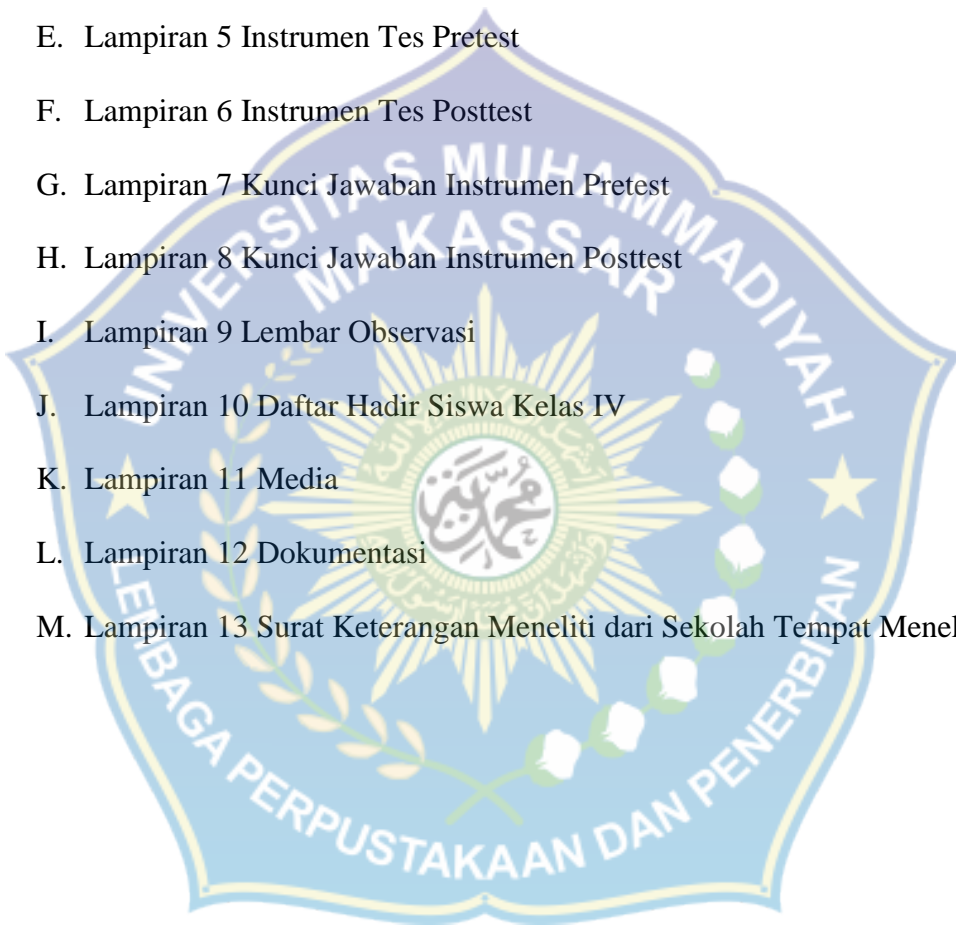 E. Lampiran 5 Instrumen Tes Pretest
F. Lampiran 6 Instrumen Tes Posttest
G. Lampiran 7 Kunci Jawaban Instrumen Pretest
H. Lampiran 8 Kunci Jawaban Instrumen Posttest
I. Lampiran 9 Lembar Observasi
J. Lampiran 10 Daftar Hadir Siswa Kelas IV
K. Lampiran 11 Media
L. Lampiran 12 Dokumentasi
M. Lampiran 13 Surat Keterangan Meneliti dari Sekolah Tempat Menel
UNIVERSITAS MUHAMMADIYAH
MAKASSAR
محمدية
LEMBAGA PERPUSTAKAAN DAN PENERBITAN